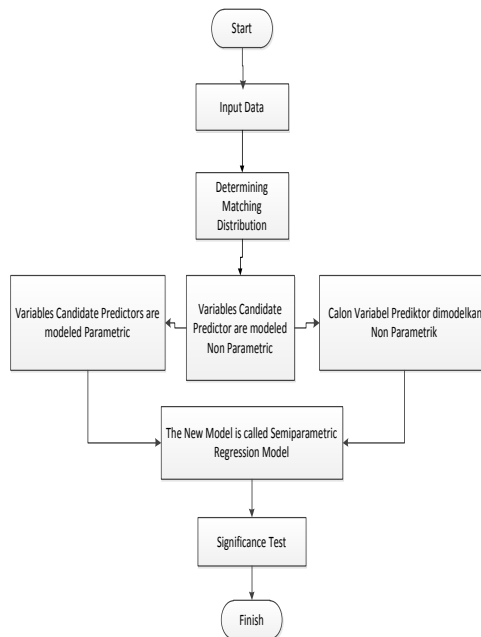 Start
Input Data
Determining
Matching
Distribution
Variables Candidate Predictors are
modeled Parametric
Variables Candidate
Predictor are modeled
Non Parametric
Calon Variabel Prediktor dimodelkan
Non Parametrik
The New Model is called Semiparametric
Regression Model
Significance Test
Finish